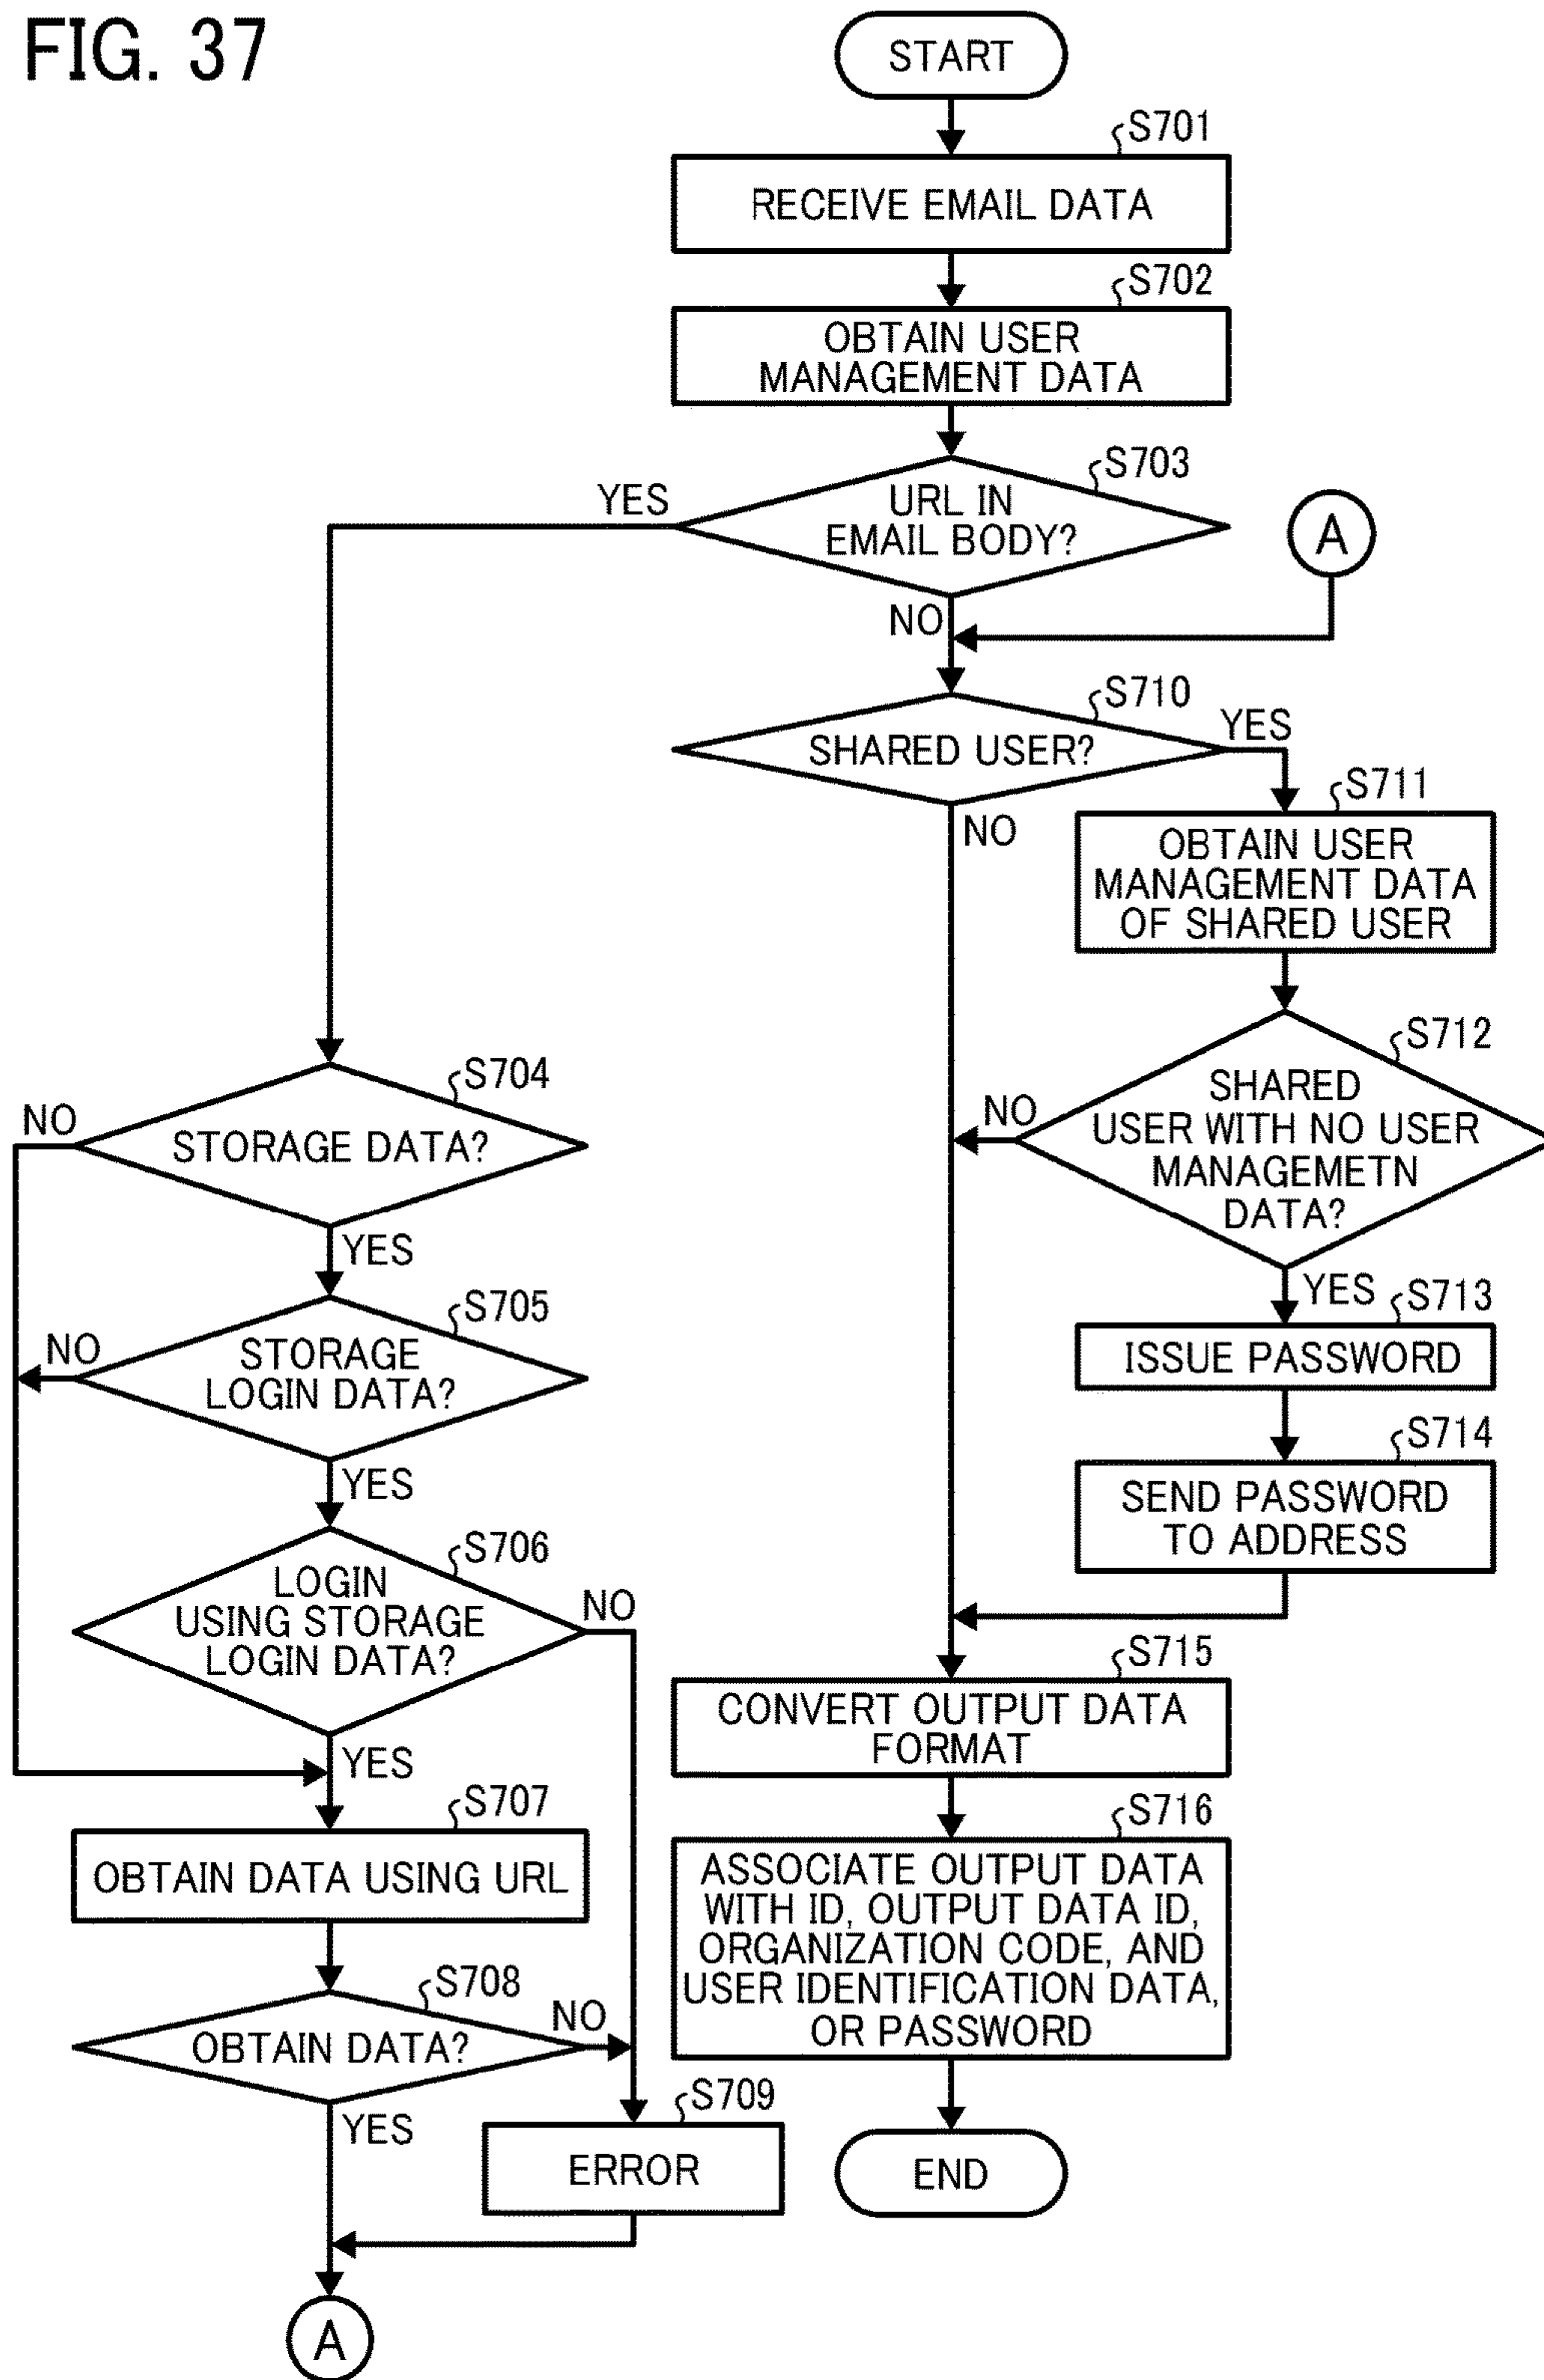 FIG. 37
START
S701
RECEIVE EMAIL DATA
S702
OBTAIN USER
MANAGEMENT DATA
S703
URL IN
EMAIL BODY?
YES
NO
A
S710
SHARED USER?
YES
NO
S711
OBTAIN USER
MANAGEMENT DATA
OF SHARED USER
S712
SHARED
USER WITH NO USER
MANAGEMETN
DATA?
NO
YES
S713
ISSUE PASSWORD
S714
SEND PASSWORD
TO ADDRESS
S704
STORAGE DATA?
NO
YES
S705
STORAGE
LOGIN DATA?
NO
YES
S706
LOGIN
USING STORAGE
LOGIN DATA?
NO
YES
S707
OBTAIN DATA USING URL
S708
OBTAIN DATA?
NO
YES
S709
ERROR
A
S715
CONVERT OUTPUT DATA
FORMAT
S716
ASSOCIATE OUTPUT DATA
WITH ID, OUTPUT DATA ID,
ORGANIZATION CODE, AND
USER IDENTIFICATION DATA,
OR PASSWORD
END